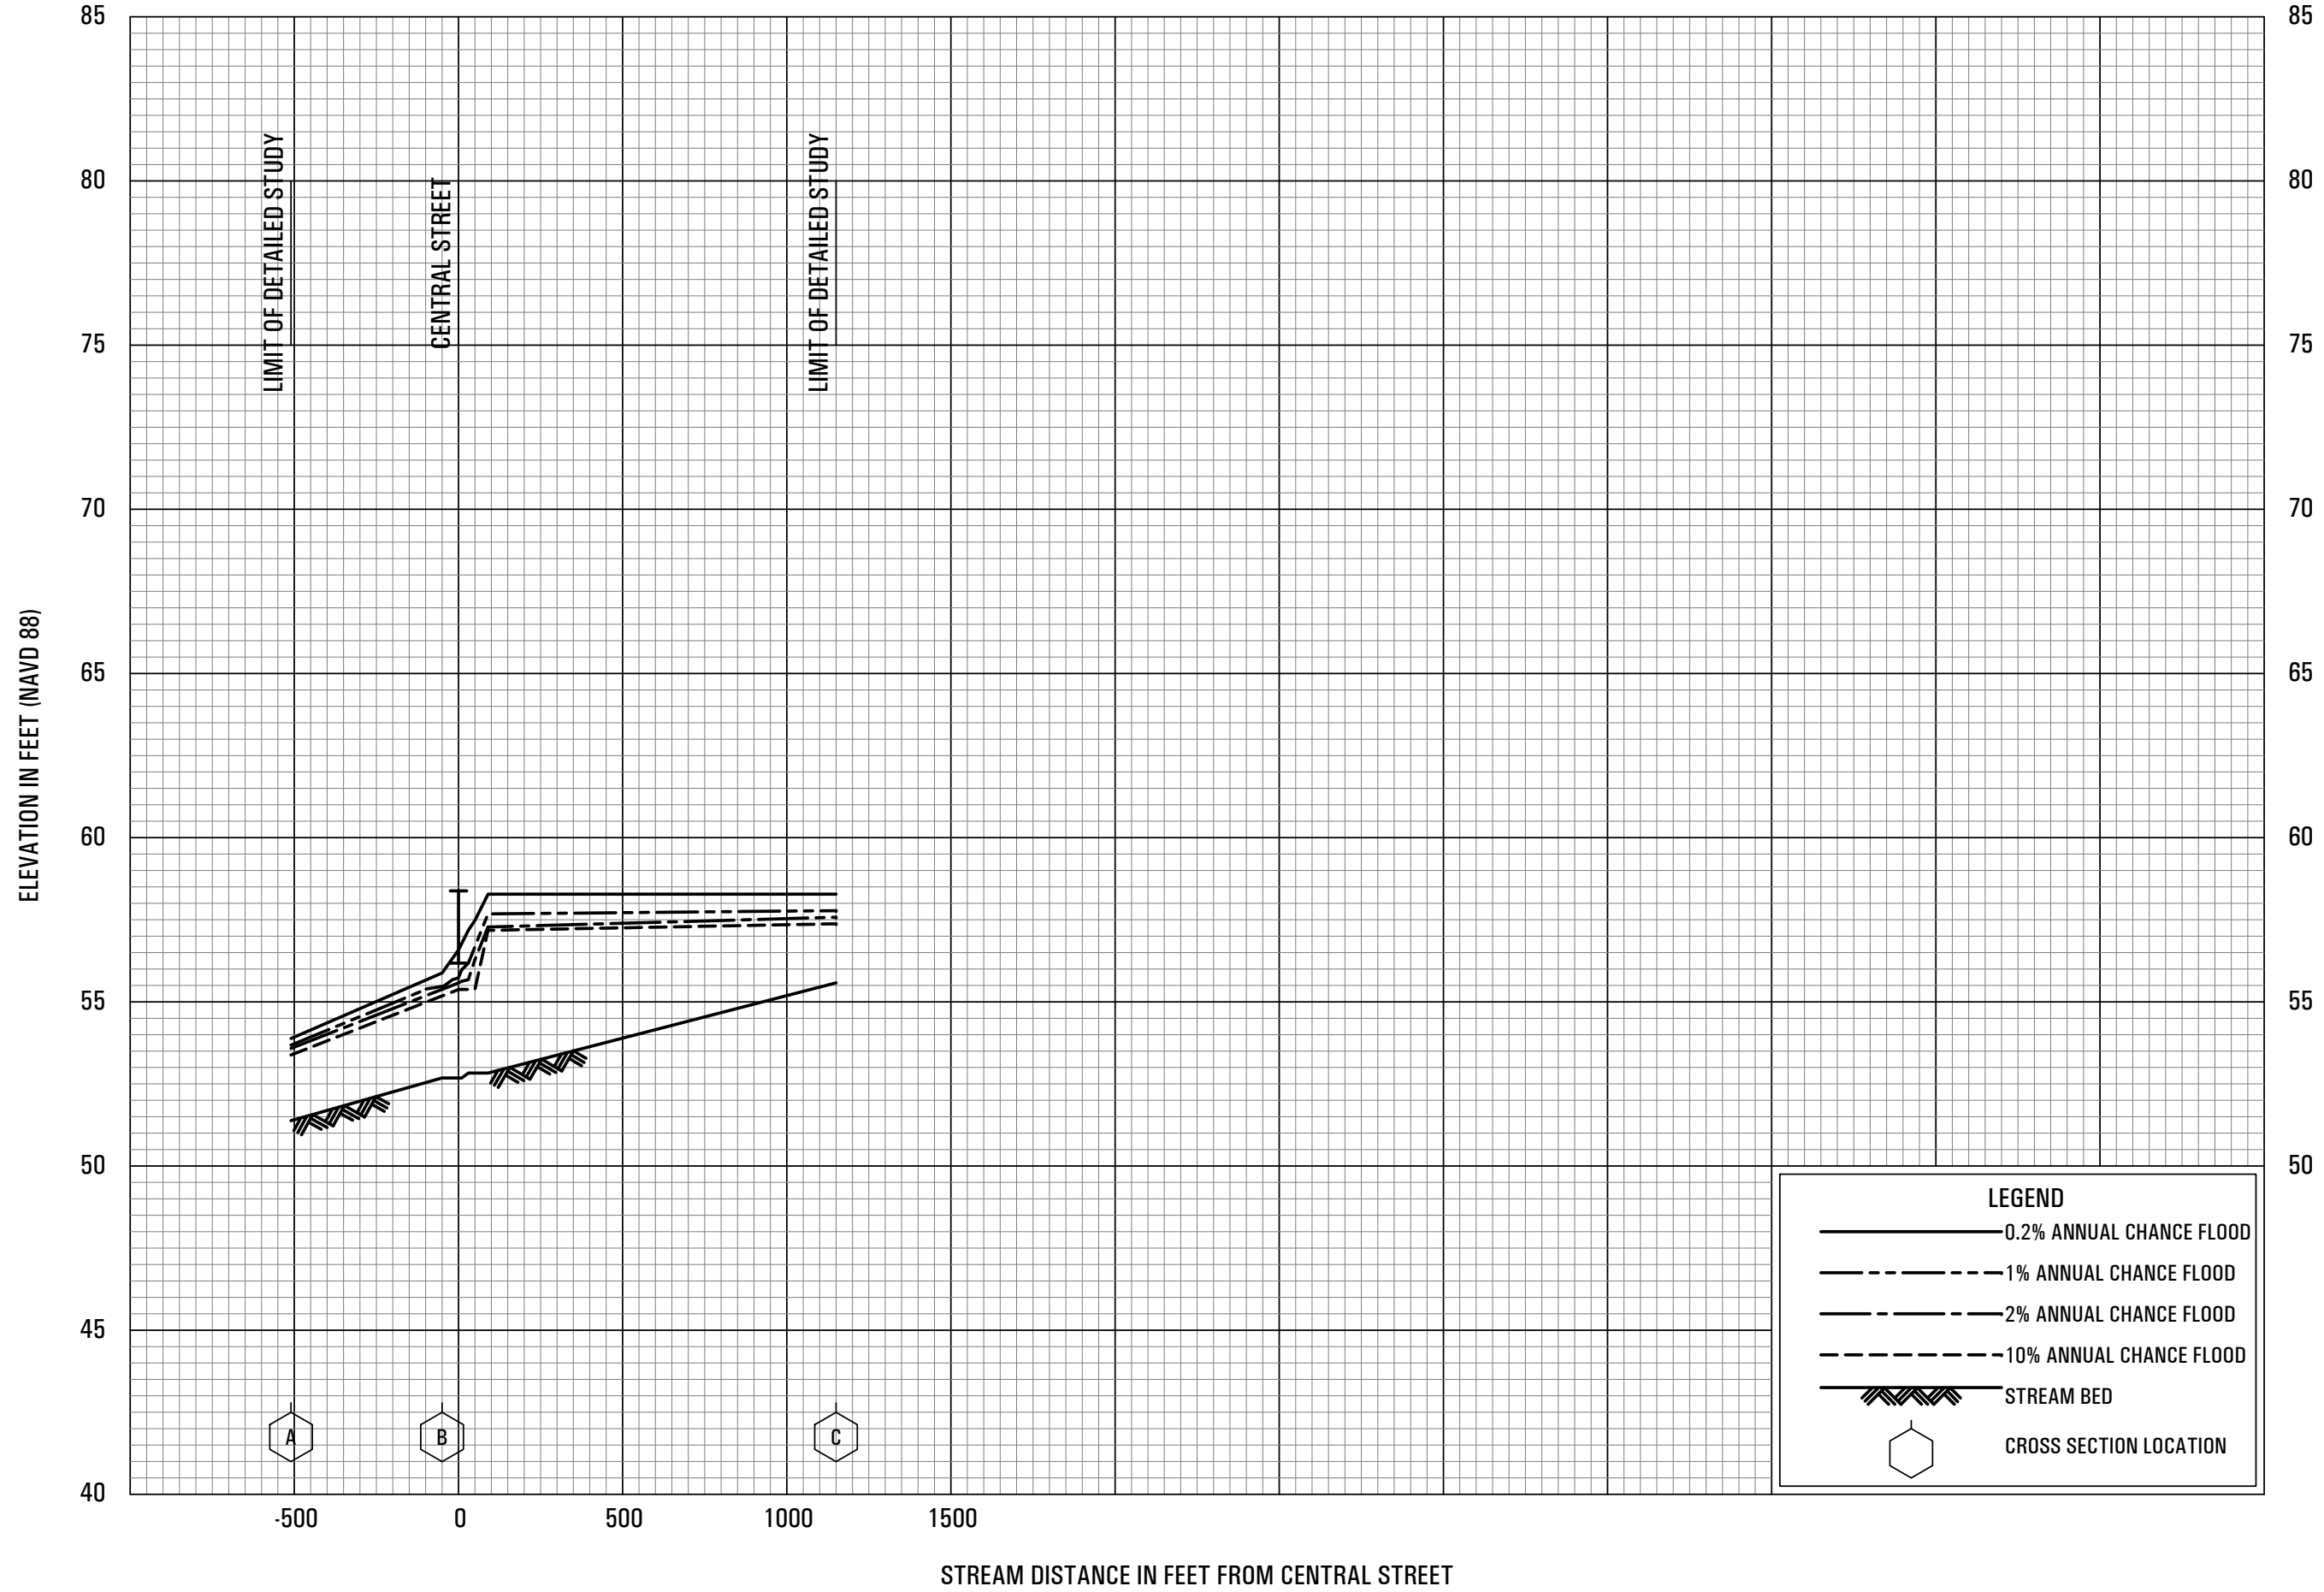 85
85
80
80
75
75
70
70
65
65
60
60
55
55
50
50
45
40
ELEVATION IN FEET (NAVD 88)
LIMIT OF DETAILED STUDY
CENTRAL STREET
LIMIT OF DETAILED STUDY
A
B
C
LEGEND
0.2% ANNUAL CHANCE FLOOD
1% ANNUAL CHANCE FLOOD
2% ANNUAL CHANCE FLOOD
10% ANNUAL CHANCE FLOOD
STREAM BED
CROSS SECTION LOCATION
-500
0
500
1000
1500
STREAM DISTANCE IN FEET FROM CENTRAL STREET